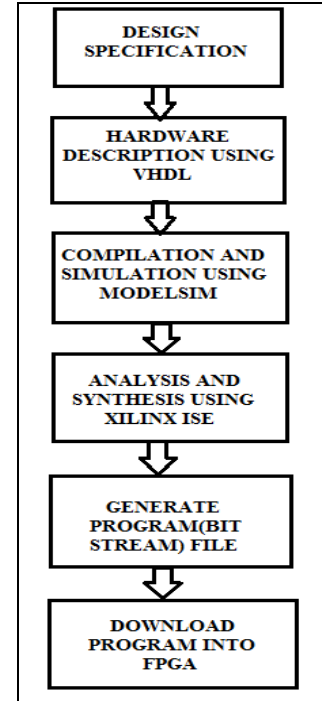 DESIGN
SPECIFICATION
HARDWARE
DESCRIPTION USING
VHDL
COMPILATION AND
SIMULATION USING
MODELSIM
ANALYSIS AND
SYNTHESIS USING
XILINX ISE
GENERATE
PROGRAM(BIT
STREAM) FILE
DOWNLOAD
PROGRAM INTO
FPGA